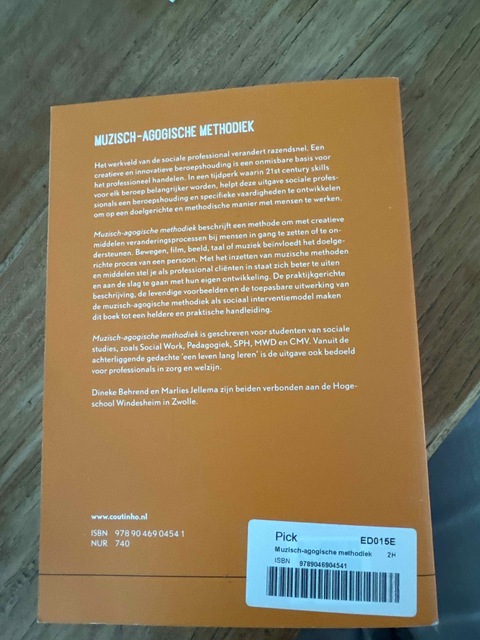 MUZISCH-AGOGISCHE METHODIEK
Het werkveld van de sociale professional verandert razendsnel. Een
creatieve en innovatieve beroepshouding is een onmisbare basis voor
het professioneel handelen. In een tijdperk waarin 21st century skills
voor elk beroep belangrijker worden, helpt deze uitgave sociale profes-
sionals een beroepshouding en specifieke vaardigheden te ontwikkelen
om op een doelgerichte en methodische manier met mensen te werken.
Muzisch-agogische methodiek beschrijft een methode om met creatieve
middelen veranderingsprocessen bij mensen in gang te zetten of te on-
dersteunen. Bewegen, film, beeld, taal of muziek beïnvloedt het doelge-
richte proces van een persoon. Met het inzetten van muzische methoden
en middelen stel je als professional cliënten in staat zich beter te uiten
en aan de slag te gaan met hun eigen ontwikkeling. De praktijkgerichte
beschrijving, de levendige voorbeelden en de toepasbare uitwerking van
de muzisch-agogische methodiek als sociaal interventiemodel maken
dit boek tot een heldere en praktische handleiding.
Muzisch-agogische methodiek is geschreven voor studenten van sociale
studies, zoals Social Work, Pedagogiek, SPH, MWD en CMV. Vanuit de
achterliggende gedachte 'een leven lang leren' is de uitgave ook bedoeld
voor professionals in zorg en welzijn.
Dineke Behrend en Marlies Jellema zijn beiden verbonden aan de Hoge-
school Windesheim in Zwolle.
www.coutinho.nl
ISBN 978 90 469 0454 1
NUR 740
Pick ED015E
Muzisch-agogische methodiek 2H
ISBN 9789046904541